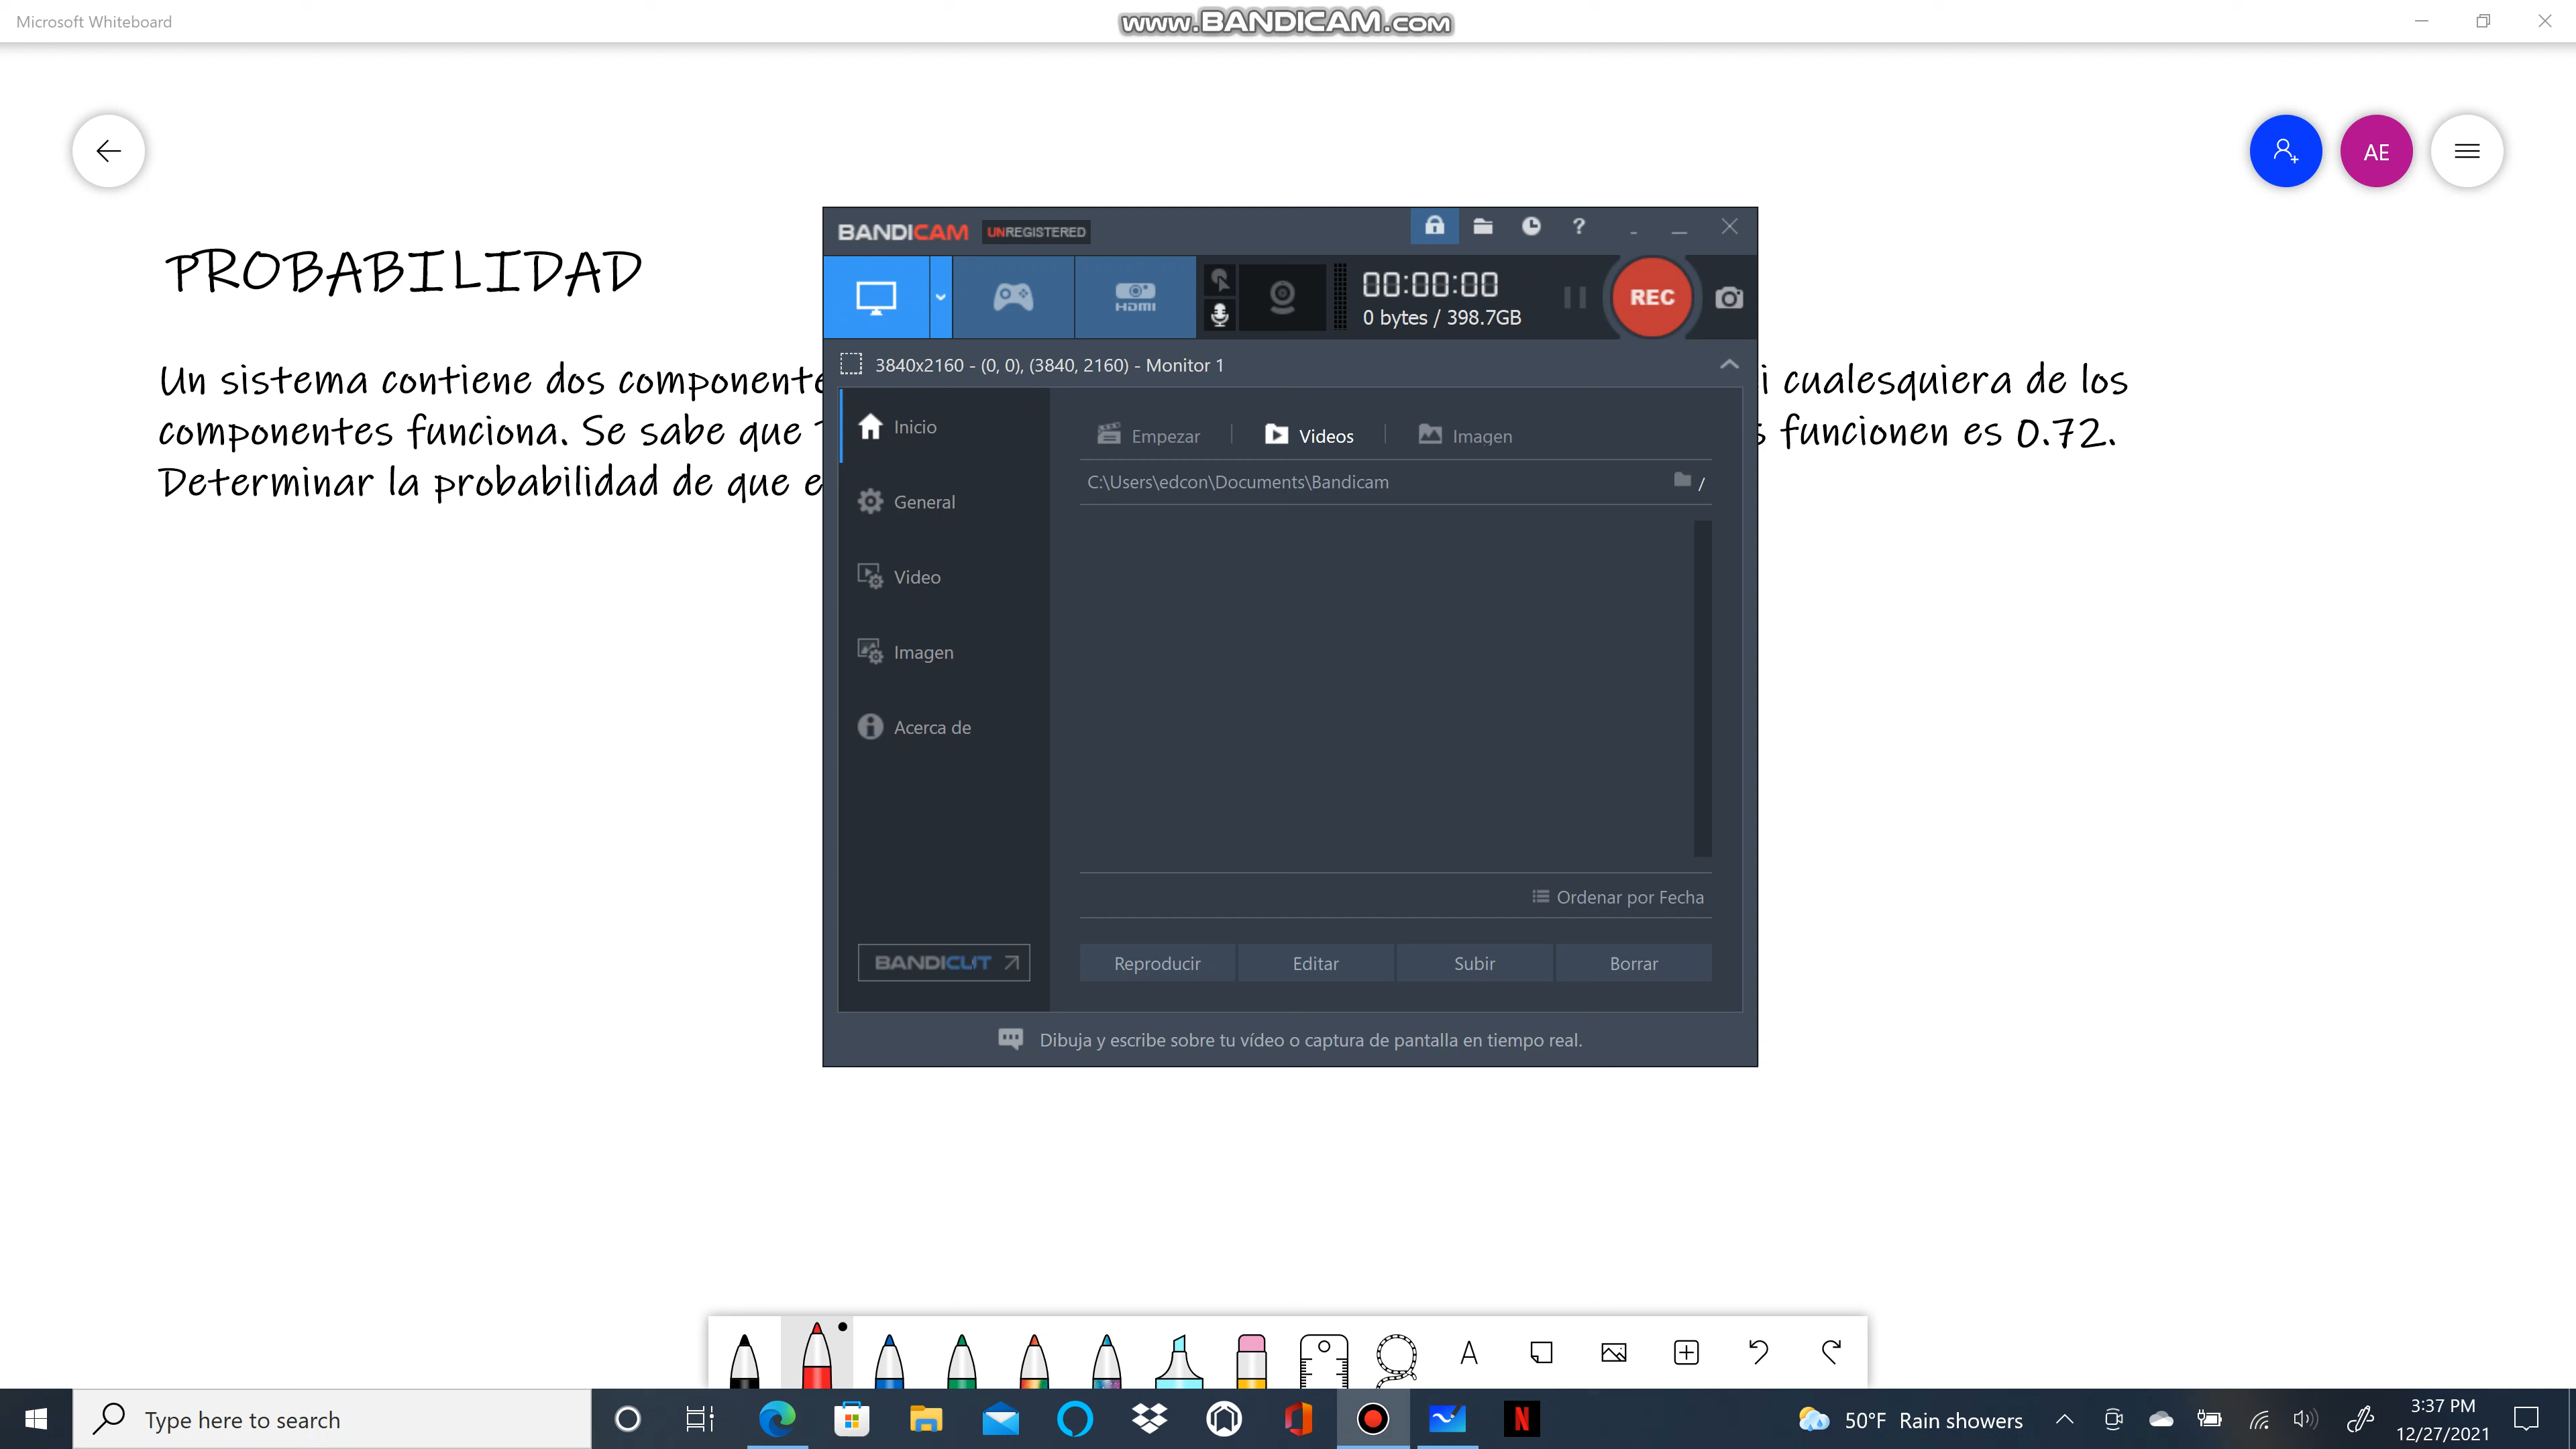 Microsoft Whiteboard
www.BANDICAM.com
AE
PROBABILIDAD
Un sistema contiene dos component
i cualesquiera de los
componentes funciona. Se sabe que
funcionen es 0.72.
Determinar la probabilidad de que e
BANDICAM UNREGISTERED
?
HDMI
00:00:00
0 bytes / 398.7GB
REC
3840x2160 - (0, 0), (3840, 2160) - Monitor 1
Inicio
General
Video
Imagen
Acerca de
BANDICUT
Empezar
Videos
Imagen
C:\Users\edcon\Documents\Bandicam
/
Ordenar por Fecha
Reproducir
Editar
Subir
Borrar
Dibuja y escribe sobre tu vídeo o captura de pantalla en tiempo real.
A
Type here to search
N
50°F Rain showers
3:37 PM
12/27/2021